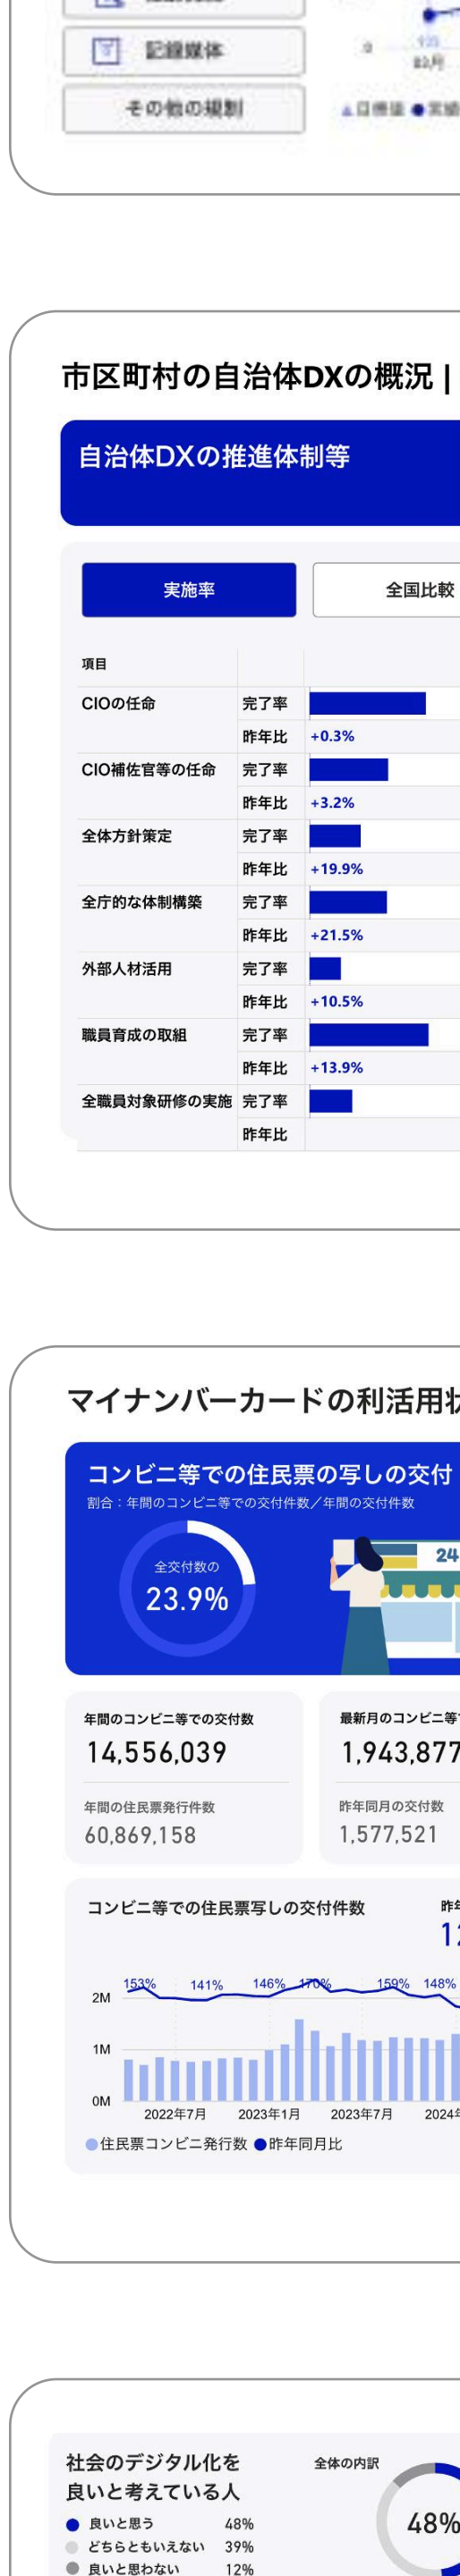 記録媒体
その他の規制
0
市区町村の自治体DXの概況 |
自治体DXの推進体制等
実施率
全国比較
項目
CIOの任命 完了率
昨年比 +0.3%
CIO補佐官等の任命 完了率
昨年比 +3.2%
全体方針策定 完了率
昨年比 +19.9%
全庁的な体制構築 完了率
昨年比 +21.5%
外部人材活用 完了率
昨年比 +10.5%
職員育成の取組 完了率
昨年比 +13.9%
全職員対象研修の実施 完了率
昨年比
マイナンバーカードの利活用状
コンビニ等での住民票の写しの交付
割合：年間のコンビニ等での交付件数／年間の交付件数
全交付数の
23.9%
24
年間のコンビニ等での交付数
14,556,039
年間の住民票発行件数
60,869,158
最新月のコンビニ等
1,943,877
昨年同月の交付数
1,577,521
コンビニ等での住民票写しの交付件数
昨年
153% 141% 146% 170% 159% 148%
2M
1M
0M
2022年7月 2023年1月 2023年7月 2024年
住民票コンビニ発行数 昨年同月比
社会のデジタル化を
良いと考えている人
良いと思う 48%
どちらともいえない 39%
良いと思わない 12%
全体の内訳
48%